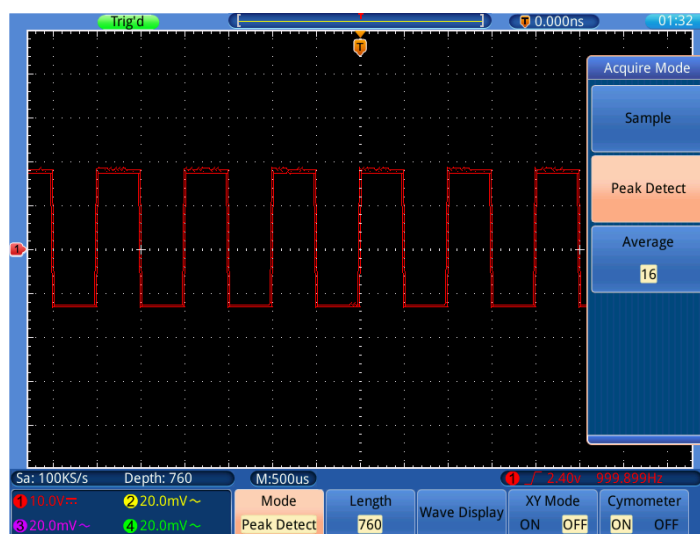 Trig'd
[ T ]
T 0.000ns
01:32
T
Acquire Mode
Sample
Peak Detect
Average
16
1
Sa: 100KS/s Depth: 760 M:500us
1 2.40v 999.899Hz
1 10.0V 2 20.0mV~
3 20.0mV~ 4 20.0mV~
Mode
Peak Detect
Length
760
Wave Display
XY Mode
ON OFF
Cymometer
ON OFF